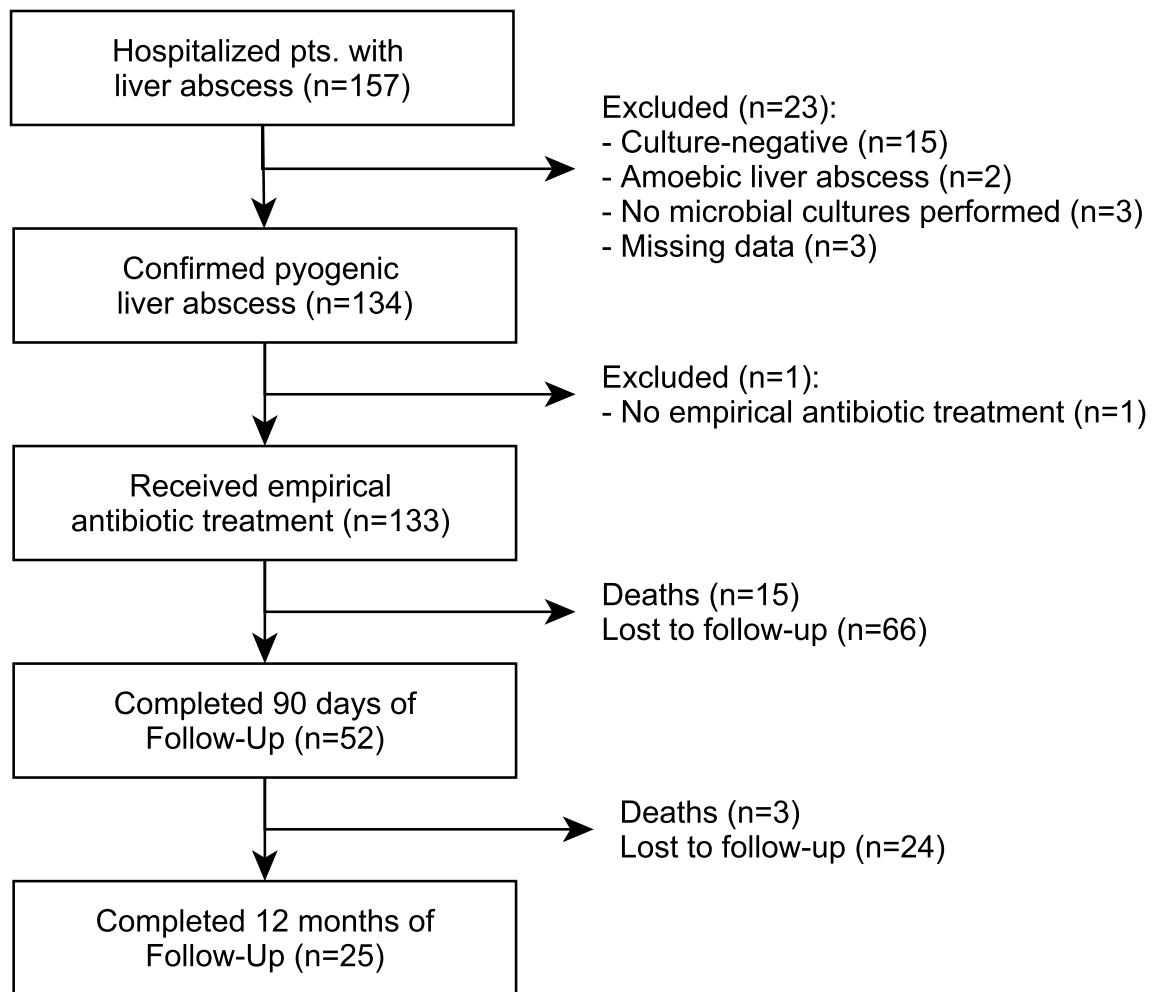 Hospitalized pts. with
liver abscess (n=157)
Excluded (n=23):
- Culture-negative (n=15)
- Amoebic liver abscess (n=2)
- No microbial cultures performed (n=3)
- Missing data (n=3)
Confirmed pyogenic
liver abscess (n=134)
Excluded (n=1):
- No empirical antibiotic treatment (n=1)
Received empirical
antibiotic treatment (n=133)
Deaths (n=15)
Lost to follow-up (n=66)
Completed 90 days of
Follow-Up (n=52)
Deaths (n=3)
Lost to follow-up (n=24)
Completed 12 months of
Follow-Up (n=25)